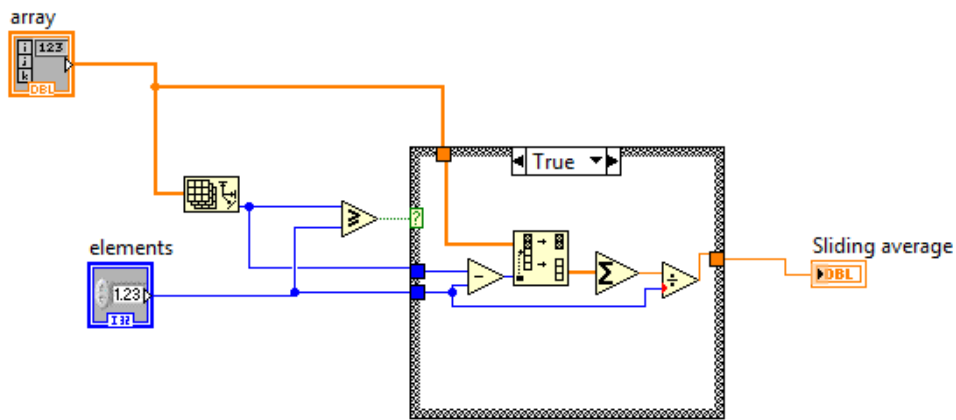 array
i
j
k
123
DBL
True
?
elements
1.23
I32
Sliding average
DBL